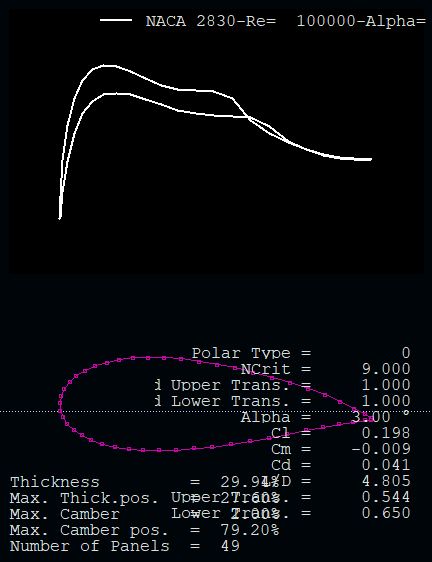 NACA 2830-Re=  100000-Alpha=
Polar Type = 0
NCrit = 9.000
d Upper Trans. = 1.000
d Lower Trans. = 1.000
Alpha = 3.00 °
Cl = 0.198
Cm = -0.009
Cd = 0.041
Thickness = 29.94%
L/D = 4.805
Max. Thick.pos. = 27.60%
Upper Trans. = 0.544
Max. Camber = 2.00%
Lower Trans. = 0.650
Max. Camber pos. = 79.20%
Number of Panels = 49